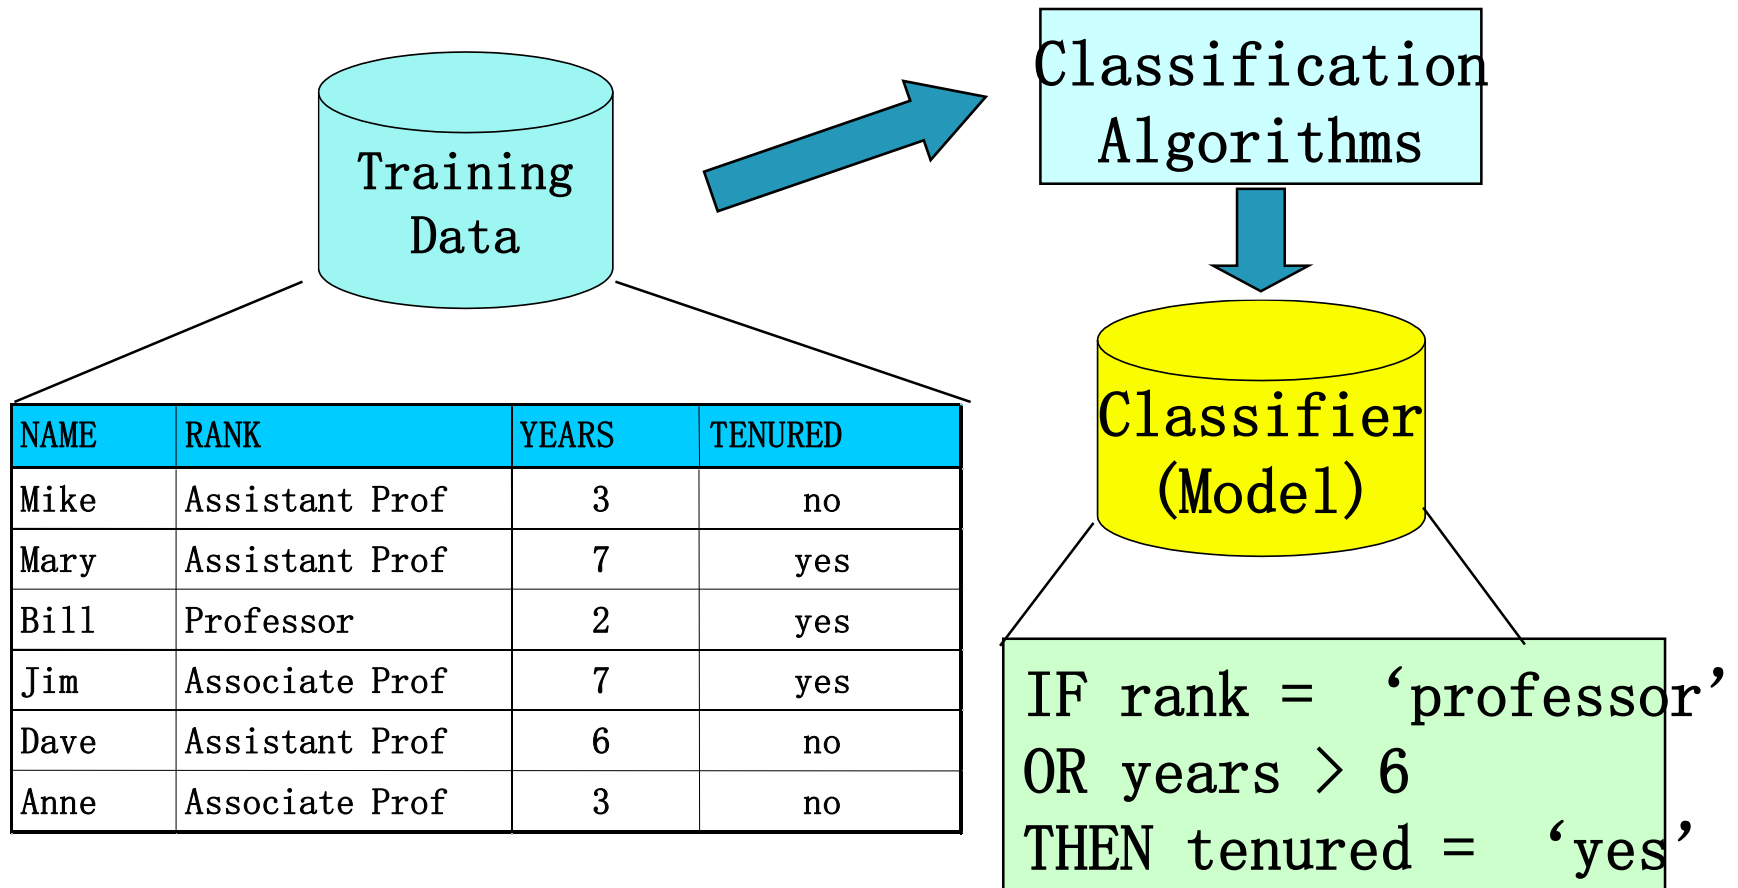 Training
Data
Classification
Algorithms
Classifier
(Model)
NAME RANK YEARS TENURED
Mike Assistant Prof 3 no
Mary Assistant Prof 7 yes
Bill Professor 2 yes
Jim Associate Prof 7 yes
Dave Assistant Prof 6 no
Anne Associate Prof 3 no
IF rank = ‘professor’
OR years > 6
THEN tenured = ‘yes’